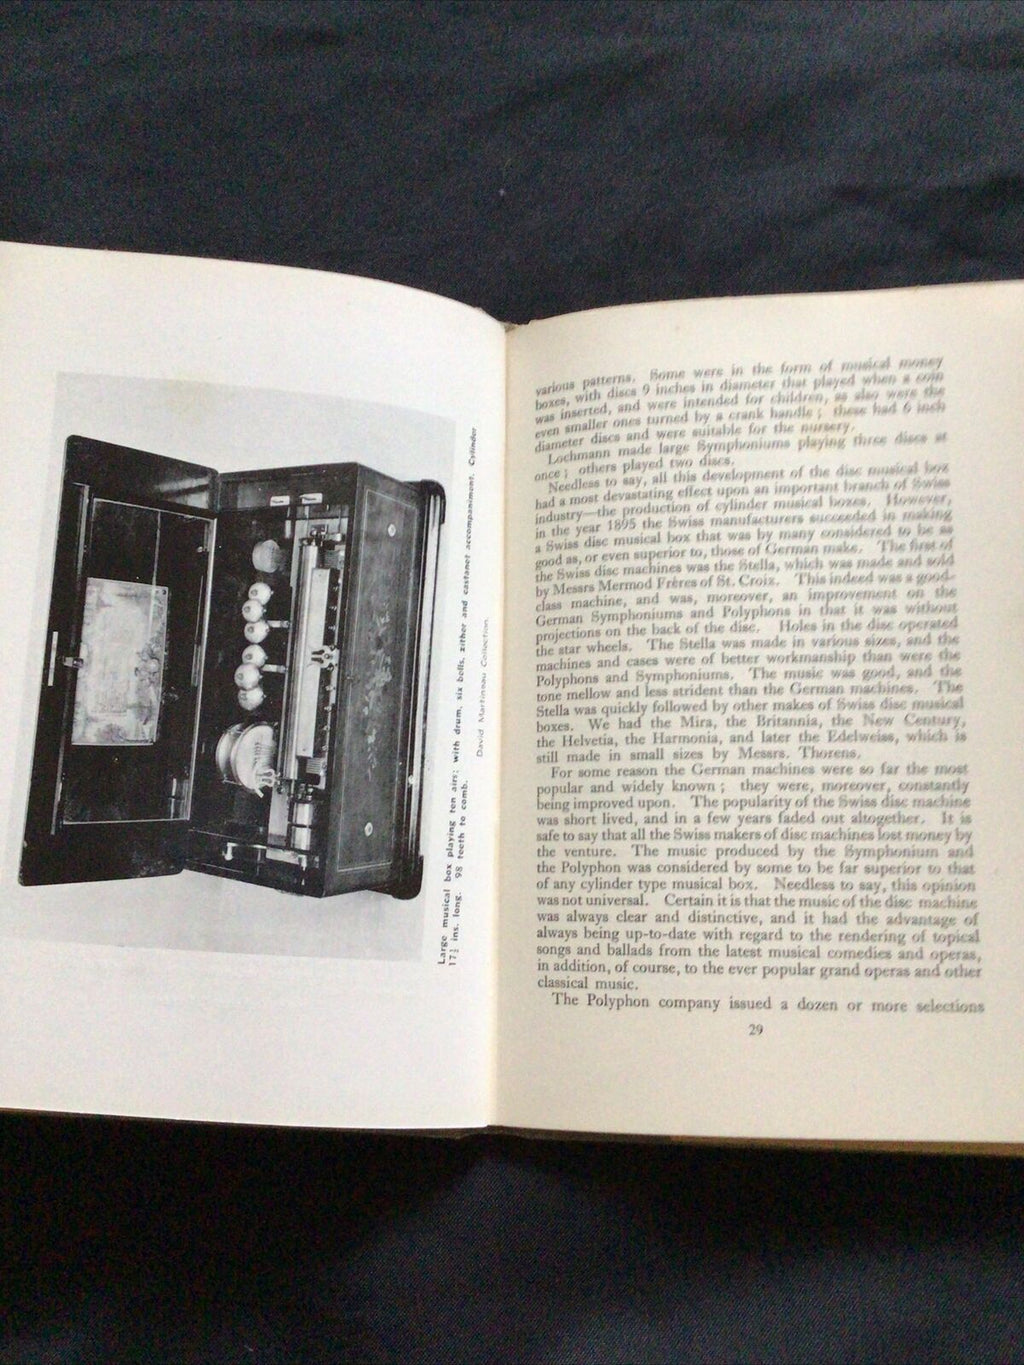 Large musical box playing ten airs; with drum, six bells, zither and castanet accompaniment. Cylinder
17½ ins. long. 98 teeth to comb.
David Martineau Collection.
various patterns. Some were in the form of musical money
boxes, with discs 9 inches in diameter that played when a coin
was inserted, and were intended for children, as also were the
even smaller ones turned by a crank handle; these had 6 inch
diameter discs and were suitable for the nursery.
Lochmann made large Symphoniums playing three discs at
once; others played two discs.
Needless to say, all this development of the disc musical box
had a most devastating effect upon an important branch of Swiss
industry—the production of cylinder musical boxes. However,
in the year 1895 the Swiss manufacturers succeeded in making
a Swiss disc musical box that was by many considered to be as
good as, or even superior to, those of German make. The first of
the Swiss disc machines was the Stella, which was made and sold
by Messrs Mermod Frères of St. Croix. This indeed was a good-
class machine, and was, moreover, an improvement on the
German Symphoniums and Polyphons in that it was without
projections on the back of the disc. Holes in the disc operated
the star wheels. The Stella was made in various sizes, and the
machines and cases were of better workmanship than were the
Polyphons and Symphoniums. The music was good, and the
tone mellow and less strident than the German machines. The
Stella was quickly followed by other makes of Swiss disc musical
boxes. We had the Mira, the Britannia, the New Century,
the Helvetia, the Harmonia, and later the Edelweiss, which is
still made in small sizes by Messrs. Thorens.
For some reason the German machines were so far the most
popular and widely known; they were, moreover, constantly
being improved upon. The popularity of the Swiss disc machine
was short lived, and in a few years faded out altogether. It is
safe to say that all the Swiss makers of disc machines lost money by
the venture. The music produced by the Symphonium and
the Polyphon was considered by some to be far superior to that
of any cylinder type musical box. Needless to say, this opinion
was not universal. Certain it is that the music of the disc machine
was always clear and distinctive, and it had the advantage of
always being up-to-date with regard to the rendering of topical
songs and ballads from the latest musical comedies and operas,
in addition, of course, to the ever popular grand operas and other
classical music.
The Polyphon company issued a dozen or more selections
29